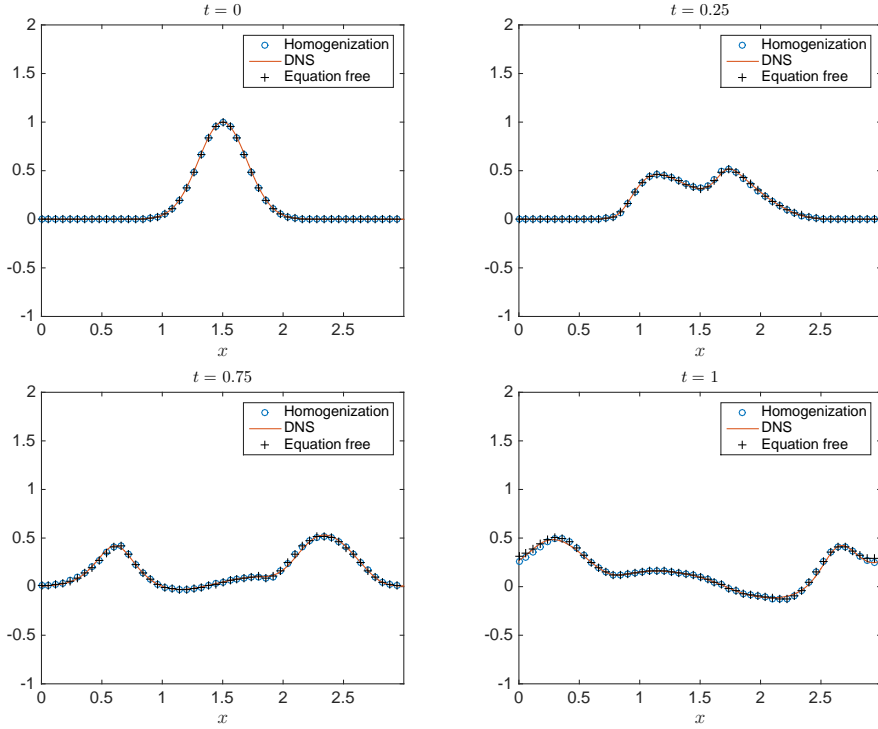 t = 0
2
1.5
1
0.5
0
-0.5
-1
Homogenization
DNS
Equation free
0 0.5 1 1.5 2 2.5
x
t = 0.25
2
1.5
1
0.5
0
-0.5
-1
Homogenization
DNS
Equation free
0 0.5 1 1.5 2 2.5
x
t = 0.75
2
1.5
1
0.5
0
-0.5
-1
Homogenization
DNS
Equation free
0 0.5 1 1.5 2 2.5
x
t = 1
2
1.5
1
0.5
0
-0.5
-1
Homogenization
DNS
Equation free
0 0.5 1 1.5 2 2.5
x